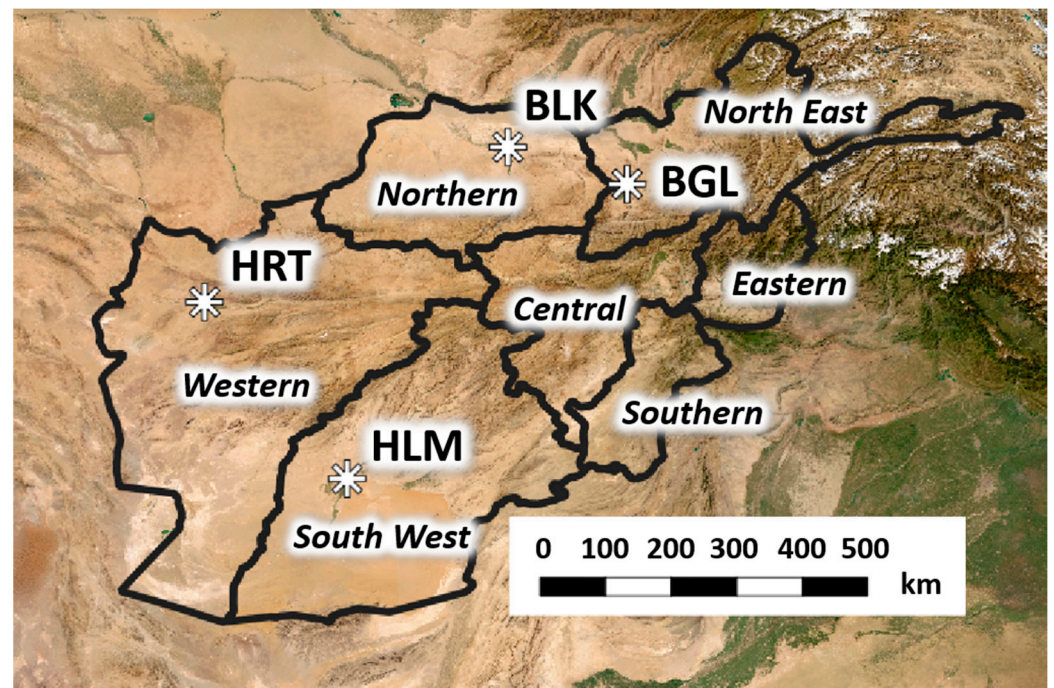 BLK
North East
Northern
BGL
HRT
Eastern
Central
Western
Southern
HLM
South West
0 100 200 300 400 500
km